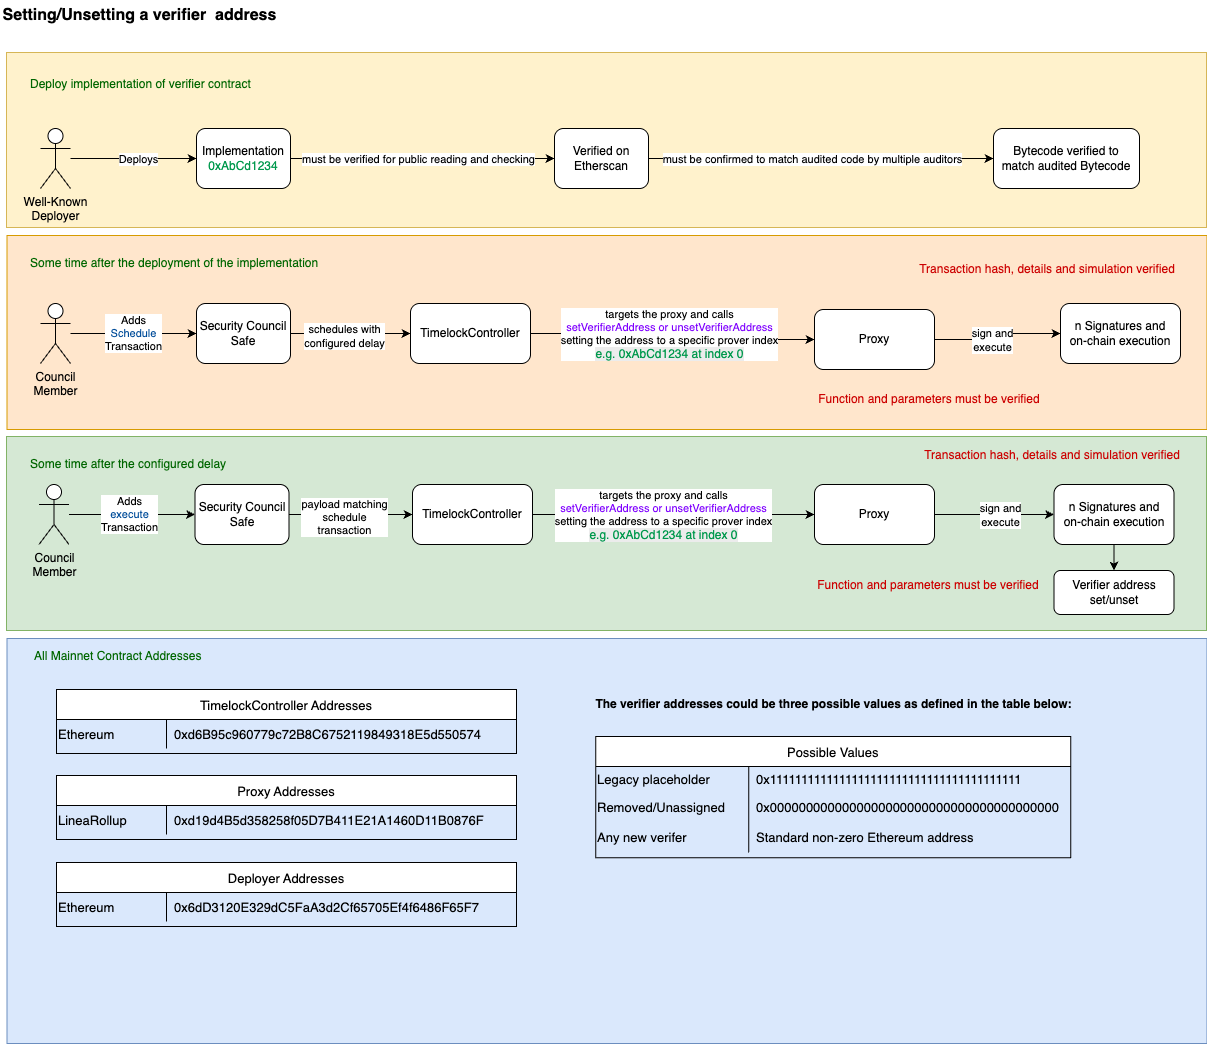 Setting/Unsetting a verifier  address
Deploy implementation of verifier contract
Well-Known
Deployer
Deploys
Implementation
0xAbCd1234
must be verified for public reading and checking
Verified on
Etherscan
must be confirmed to match audited code by multiple auditors
Bytecode verified to
match audited Bytecode
Some time after the deployment of the implementation
Transaction hash, details and simulation verified
Council
Member
Adds
Schedule
Transaction
Security Council
Safe
schedules with
configured delay
TimelockController
targets the proxy and calls
setVerifierAddress or unsetVerifierAddress
setting the address to a specific prover index
e.g. 0xAbCd1234 at index 0
Proxy
sign and
execute
n Signatures and
on-chain execution
Function and parameters must be verified
Some time after the configured delay
Transaction hash, details and simulation verified
Council
Member
Adds
execute
Transaction
Security Council
Safe
payload matching
schedule
transaction
TimelockController
targets the proxy and calls
setVerifierAddress or unsetVerifierAddress
setting the address to a specific prover index
e.g. 0xAbCd1234 at index 0
Proxy
sign and
execute
n Signatures and
on-chain execution
Function and parameters must be verified
Verifier address
set/unset
All Mainnet Contract Addresses
TimelockController Addresses
Ethereum 0xd6B95c960779c72B8C6752119849318E5d550574
Proxy Addresses
LineaRollup 0xd19d4B5d358258f05D7B411E21A1460D11B0876F
Deployer Addresses
Ethereum 0x6dD3120E329dC5FaA3d2Cf65705Ef4f6486F65F7
The verifier addresses could be three possible values as defined in the table below:
Possible Values
Legacy placeholder 0x1111111111111111111111111111111111111111
Removed/Unassigned 0x0000000000000000000000000000000000000000
Any new verifer Standard non-zero Ethereum address